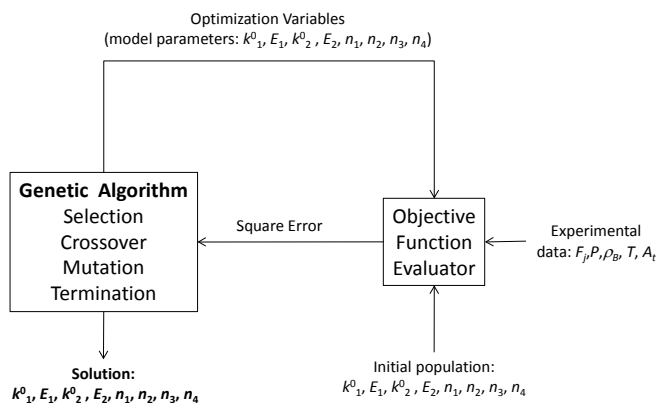 Optimization Variables
(model parameters: k⁰₁, E₁, k⁰₂ , E₂, n₁, n₂, n₃, n₄)
Genetic Algorithm
Selection
Crossover
Mutation
Termination
Square Error
Objective
Function
Evaluator
Experimental
data: Fⱼ,P,ρ_B, T, Aₜ
Solution:
k⁰₁, E₁, k⁰₂ , E₂, n₁, n₂, n₃, n₄
Initial population:
k⁰₁, E₁, k⁰₂ , E₂, n₁, n₂, n₃, n₄